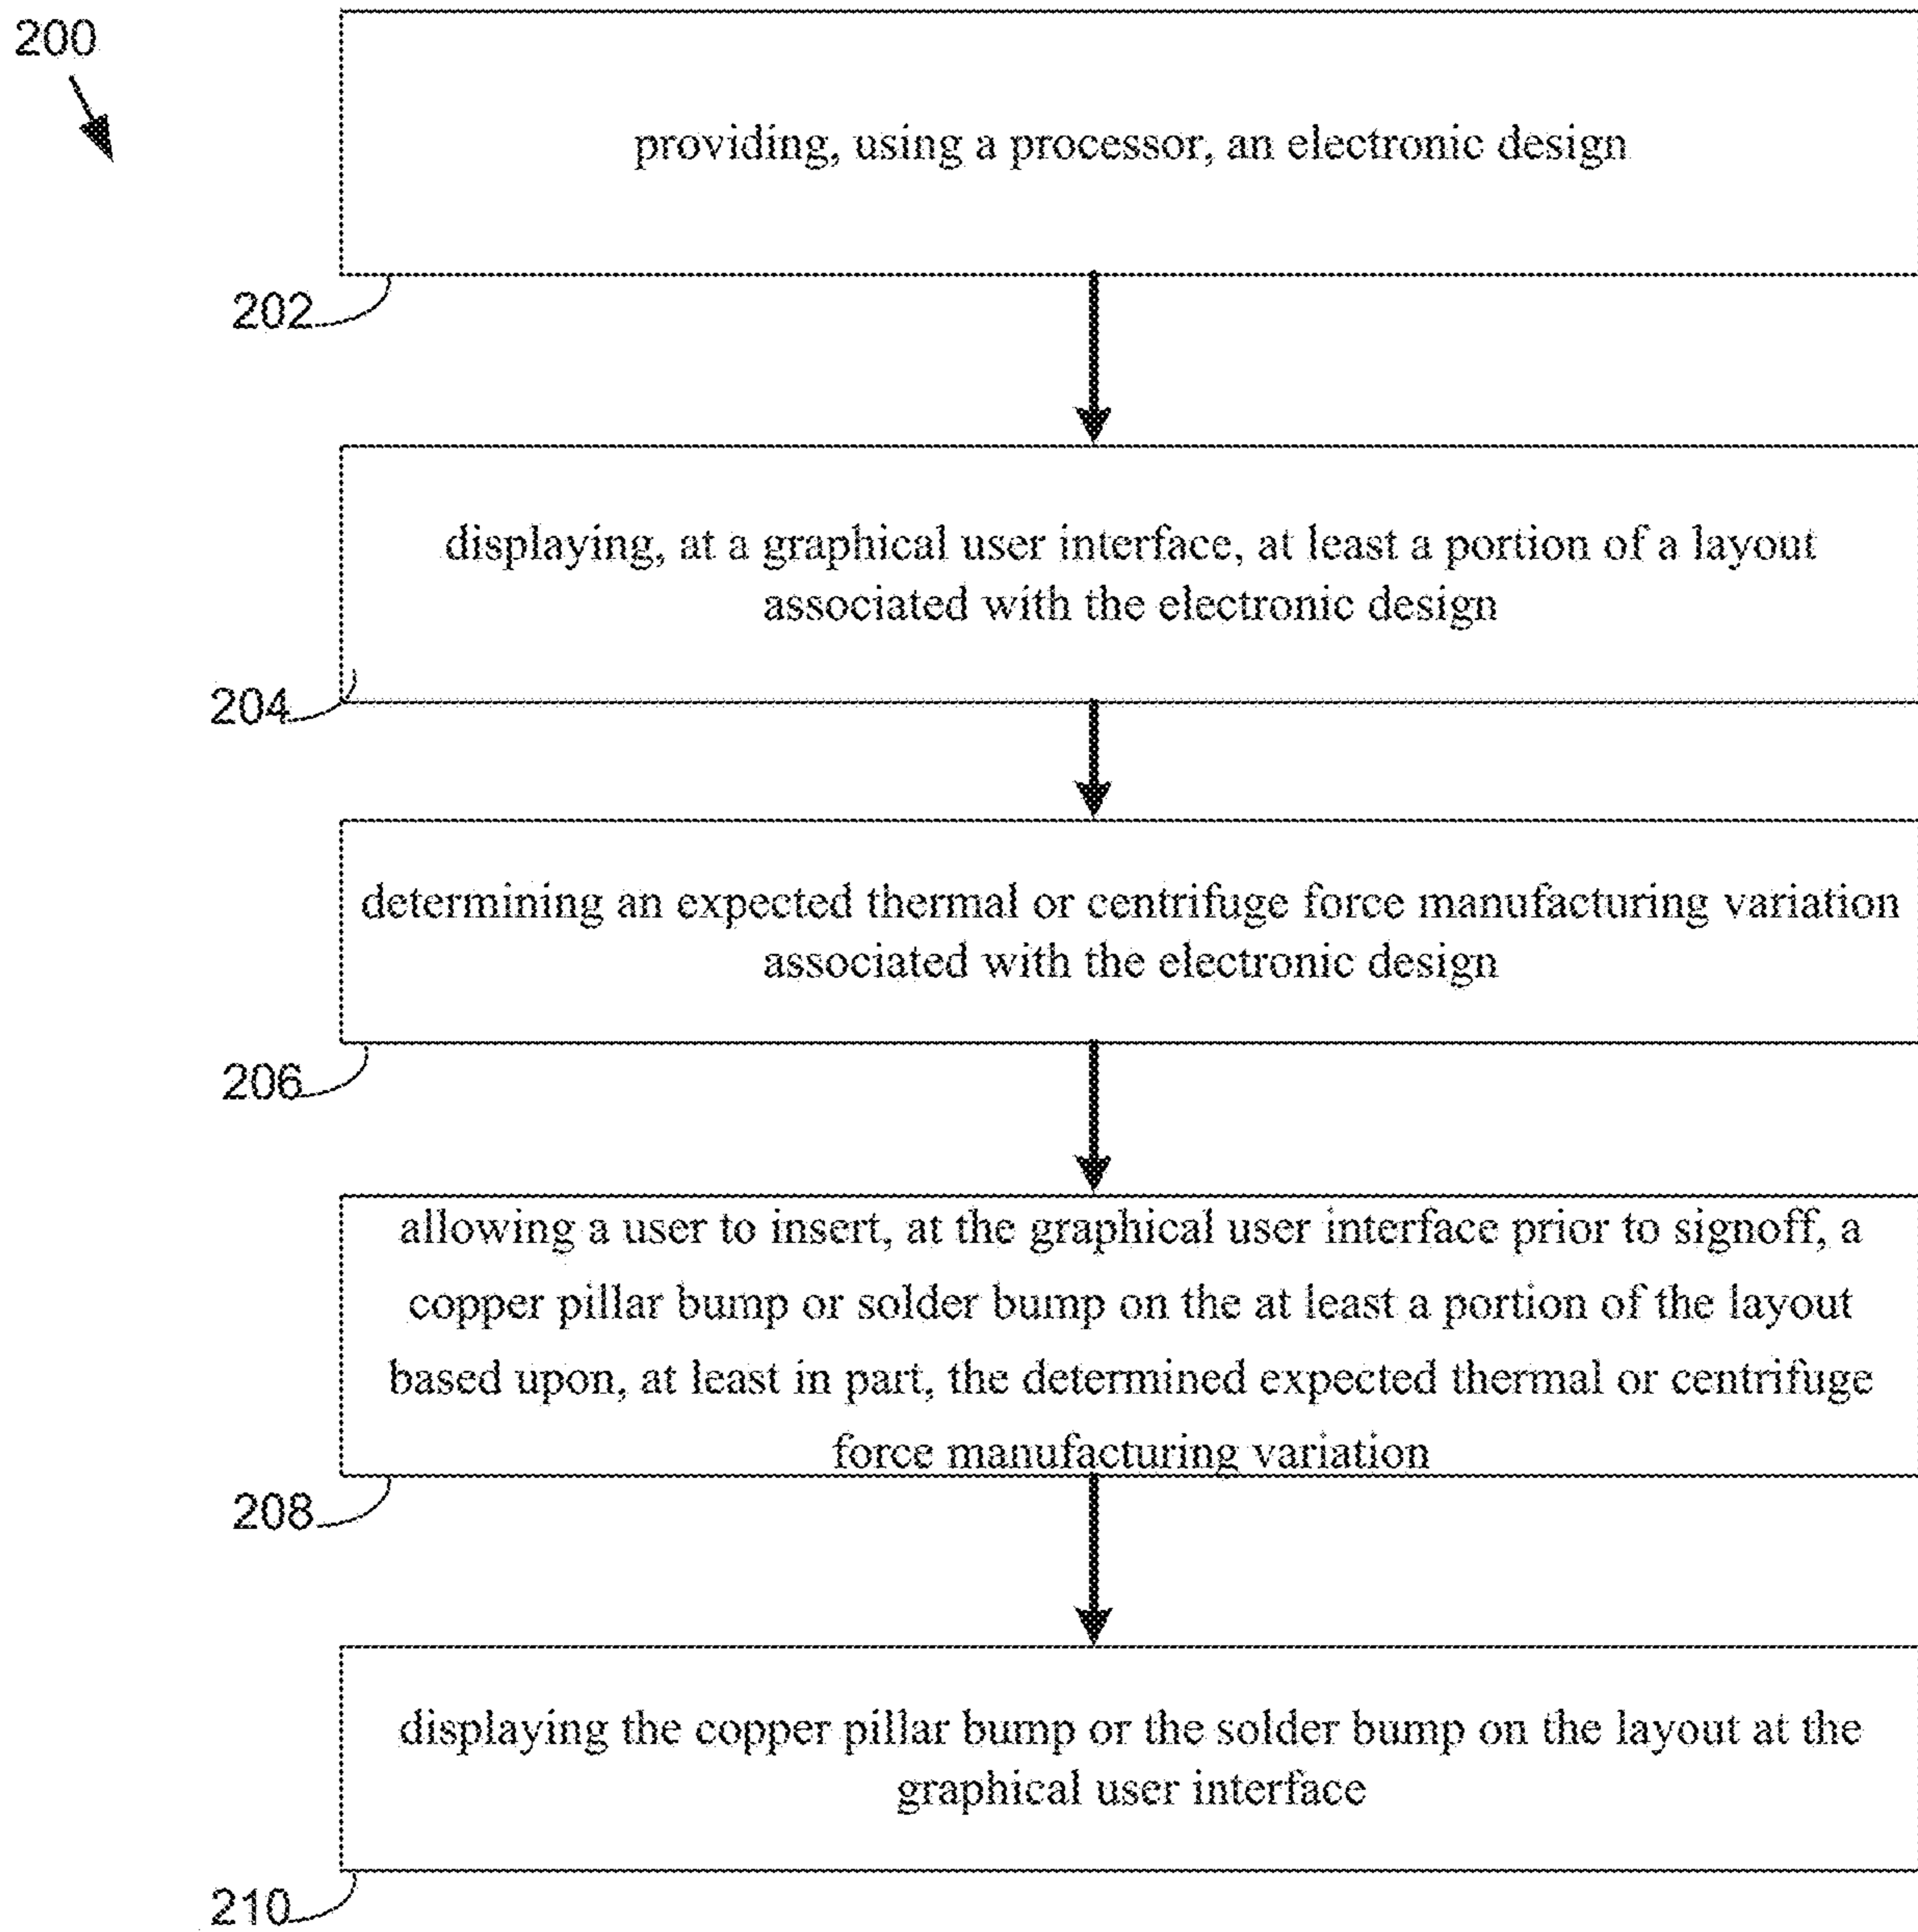 200
providing, using a processor, an electronic design
202
displaying, at a graphical user interface, at least a portion of a layout
associated with the electronic design
204
determining an expected thermal or centrifuge force manufacturing variation
associated with the electronic design
206
allowing a user to insert, at the graphical user interface prior to signoff, a
copper pillar bump or solder bump on the at least a portion of the layout
based upon, at least in part, the determined expected thermal or centrifuge
force manufacturing variation
208
displaying the copper pillar bump or the solder bump on the layout at the
graphical user interface
210